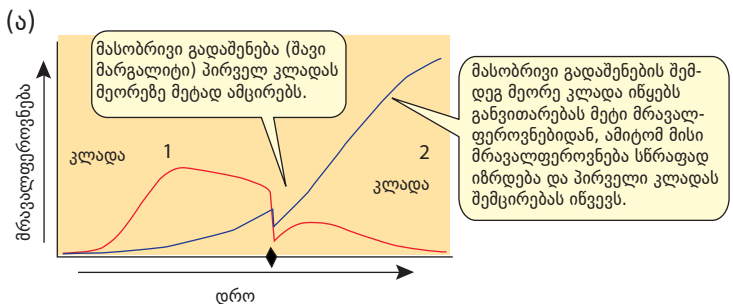 (ა)
მასობრივი გადაშენება (შავი
მარგალიტი) პირველ კლადას
მეორეზე მეტად ამცირებს.
მასობრივი გადაშენების შემ-
დეგ მეორე კლადა იწყებს
განვითარებას მეტი მრავალ-
ფეროვნებიდან, ამიტომ მისი
მრავალფეროვნება სწრაფად
იზრდება და პირველი კლადას
შემცირებას იწვევს.
მრავალფეროვნება
კლადა 1
2
კლადა
დრო